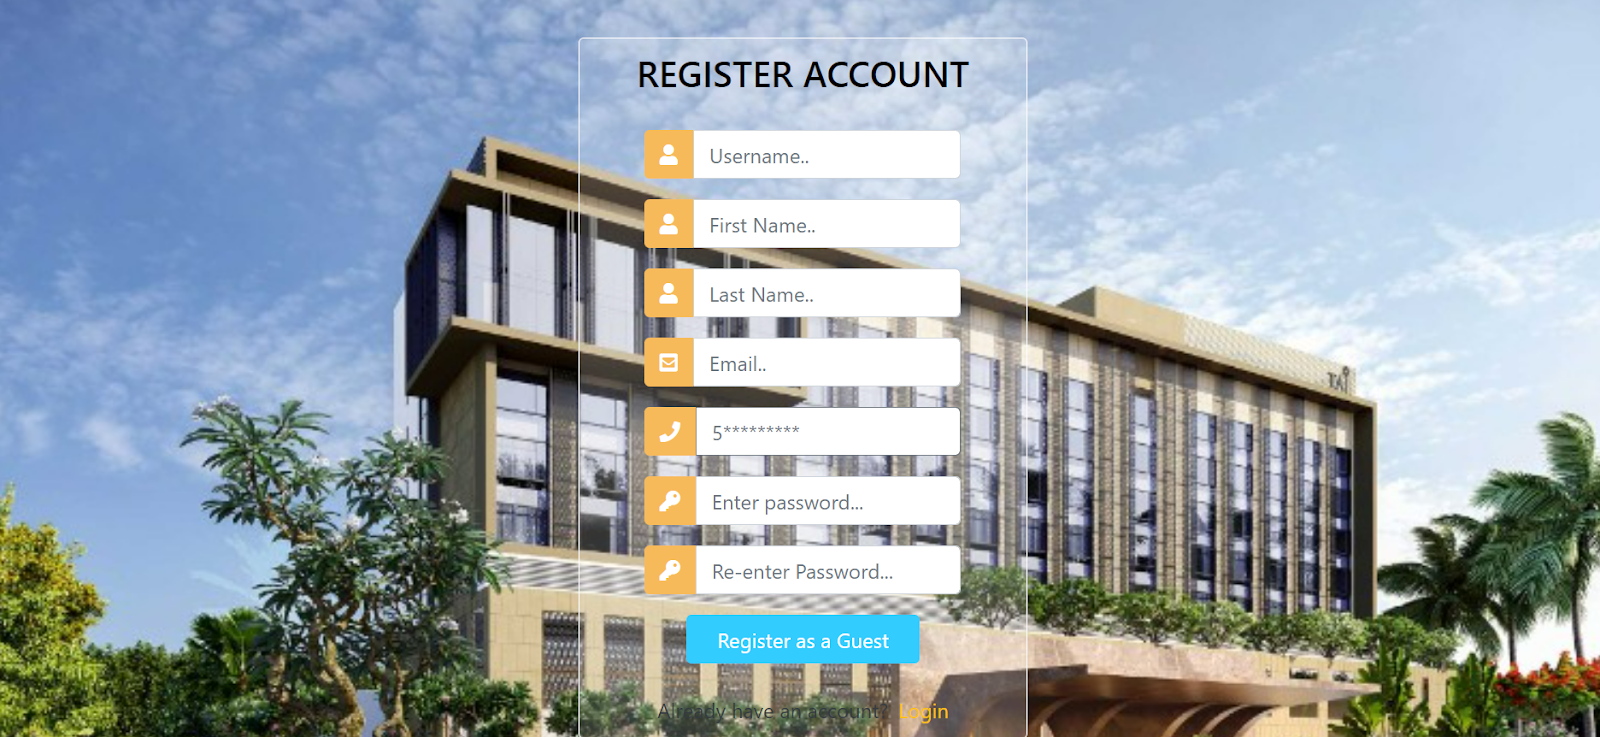 REGISTER ACCOUNT
Username..
First Name..
Last Name..
Email..
5*********
Enter password...
Re-enter Password...
Register as a Guest
Already have an account? Login
TAJ